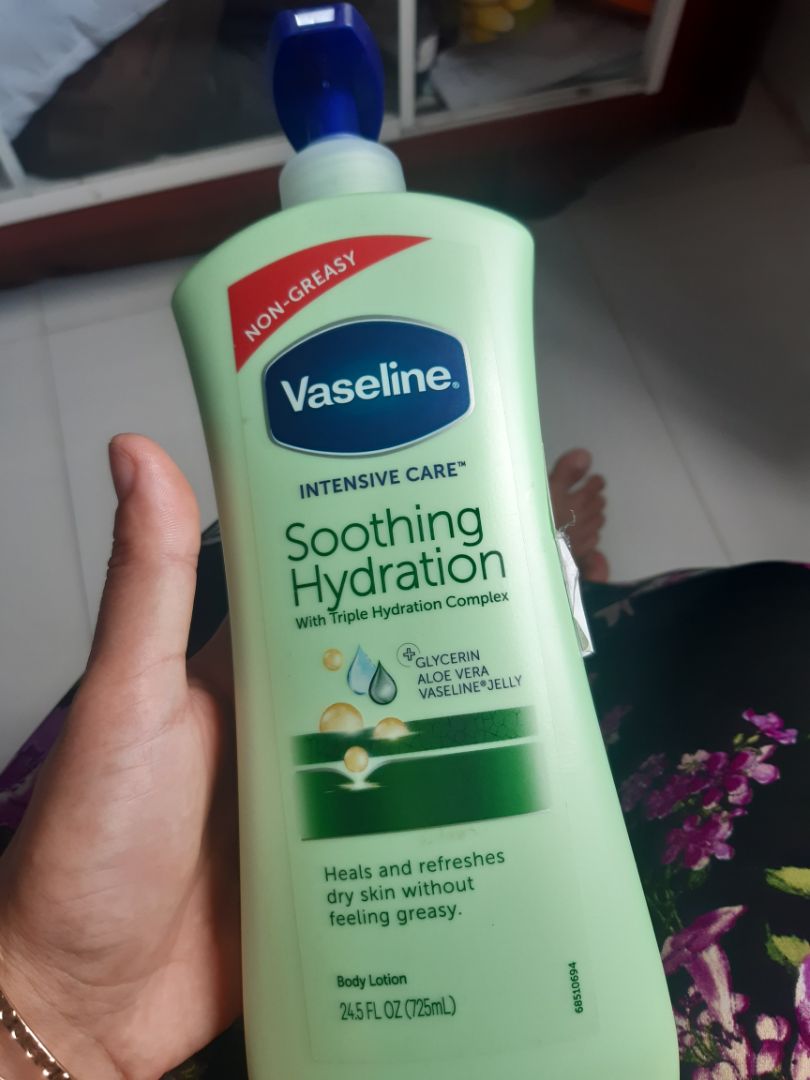 NON-GREASY
Vaseline®
INTENSIVE CARE™
Soothing
Hydration
With Triple Hydration Complex
GLYCERIN
ALOE VERA
VASELINE® JELLY
Heals and refreshes
dry skin without
feeling greasy.
Body Lotion
24.5 FL OZ (725mL)
68510694